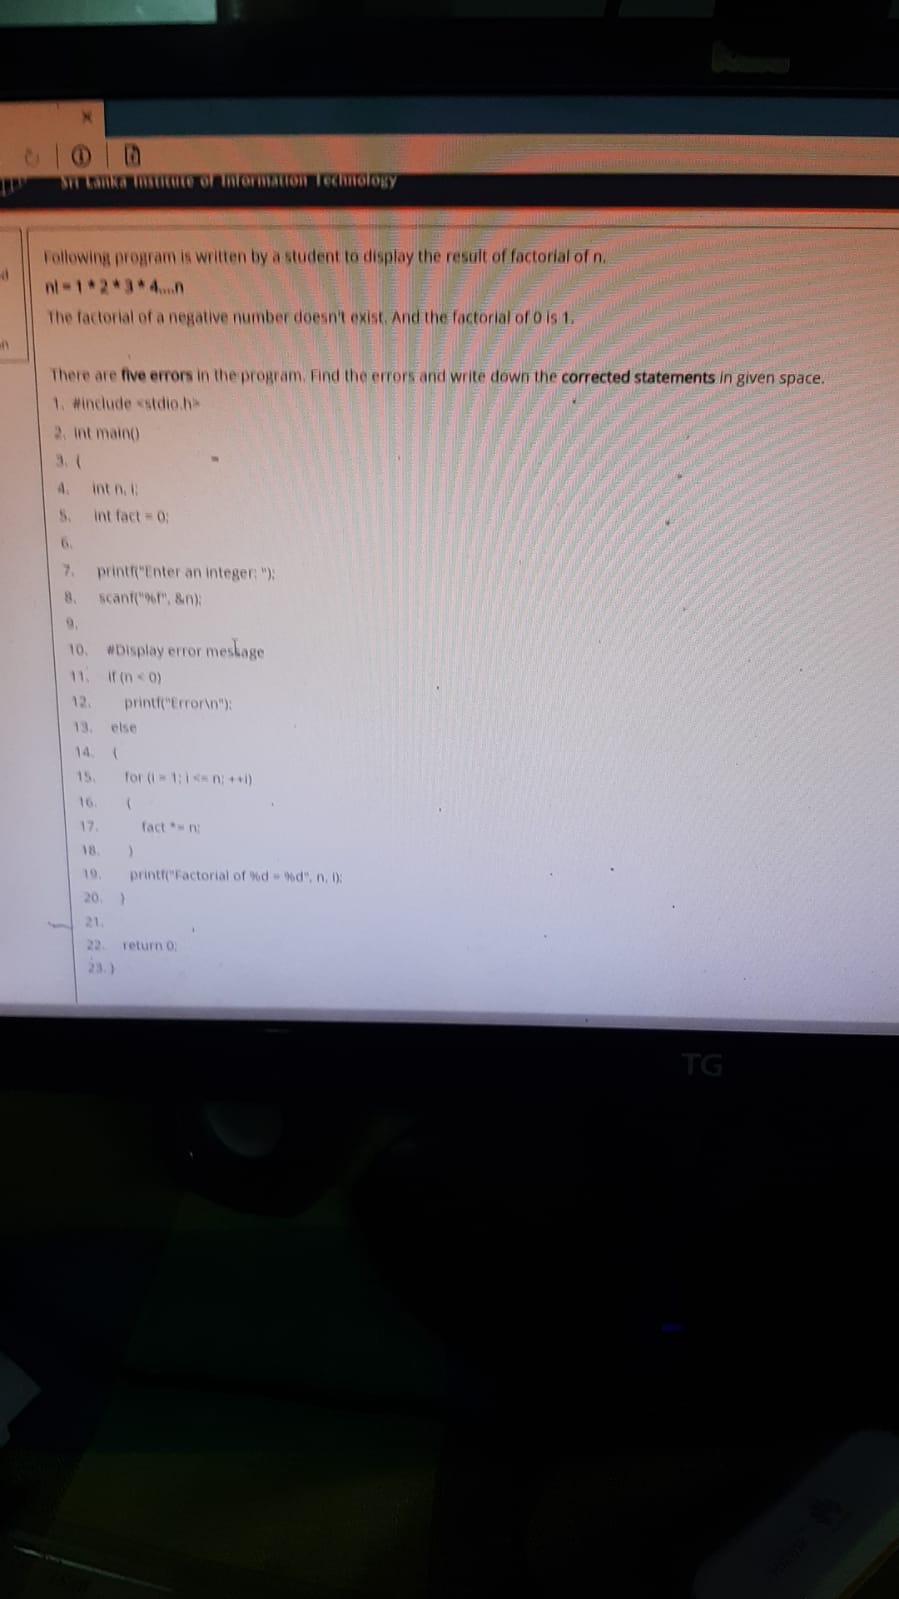 Sri Lanka Institute of Information Technology
Following program is written by a student to display the result of factorial of n.
n! = 1 * 2 * 3 * 4....n
The factorial of a negative number doesn't exist. And the factorial of 0 is 1.
There are five errors in the program. Find the errors and write down the corrected statements in given space.
1. #include <stdio.h>
2. int main()
3. {
4. int n, i;
5. int fact = 0;
6.
7. printf("Enter an integer: ");
8. scanf("%f", &n);
9.
10. #Display error message
11. if (n < 0)
12. printf("Error\n");
13. else
14. {
15. for (i = 1; i <= n; ++i)
16. {
17. fact *= n;
18. }
19. printf("Factorial of %d = %d", n, i);
20. }
21.
22. return 0;
23. }
TG